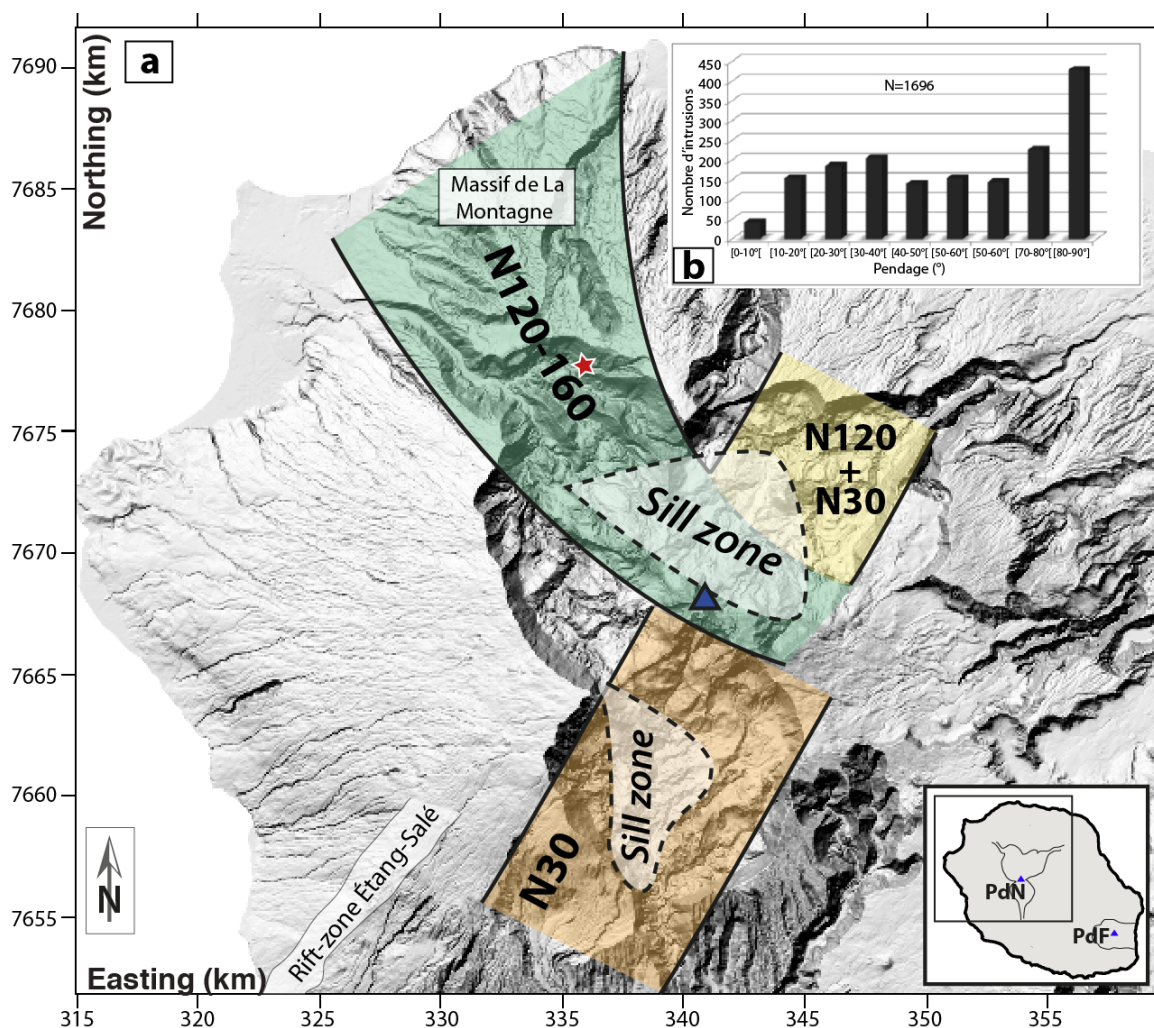 7690
7685
7680
7675
7670
7665
7660
7655
Northing (km)
a
Massif de La
Montagne
N120-160
N120
+
N30
Sill zone
Sill zone
N30
Rift-zone Étang-Salé
N
Easting (km)
315 320 325 330 335 340 345 350 355
450
400
350
300
250
200
150
100
50
0
Nombre d'intrusions
N=1696
[0-10°[ [10-20°[ [20-30°[ [30-40°[ [40-50°[ [50-60°[ [50-60°[ [70-80°[ [80-90°]
Pendage (°)
b
PdN
PdF